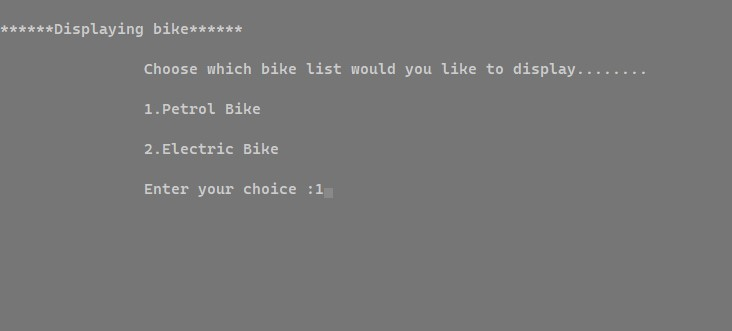 ******Displaying bike******
Choose which bike list would you like to display........
1.Petrol Bike
2.Electric Bike
Enter your choice :1